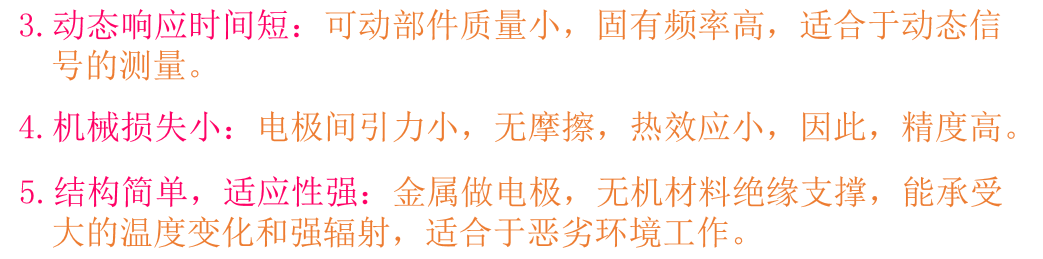 3.动态响应时间短：可动部件质量小，固有频率高，适合于动态信
号的测量。
4.机械损失小：电极间引力小，无摩擦，热效应小，因此，精度高。
5.结构简单，适应性强：金属做电极，无机材料绝缘支撑，能承受
大的温度变化和强辐射，适合于恶劣环境工作。